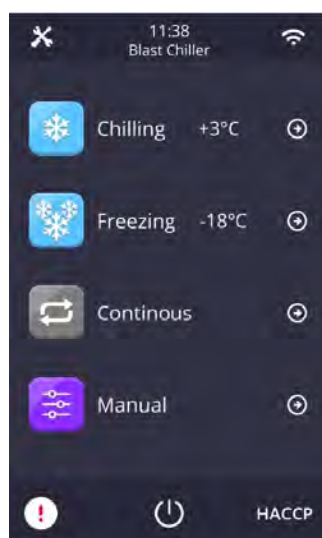 11:38
Blast Chiller
Chilling +3°C
Freezing -18°C
Continous
Manual
HACCP